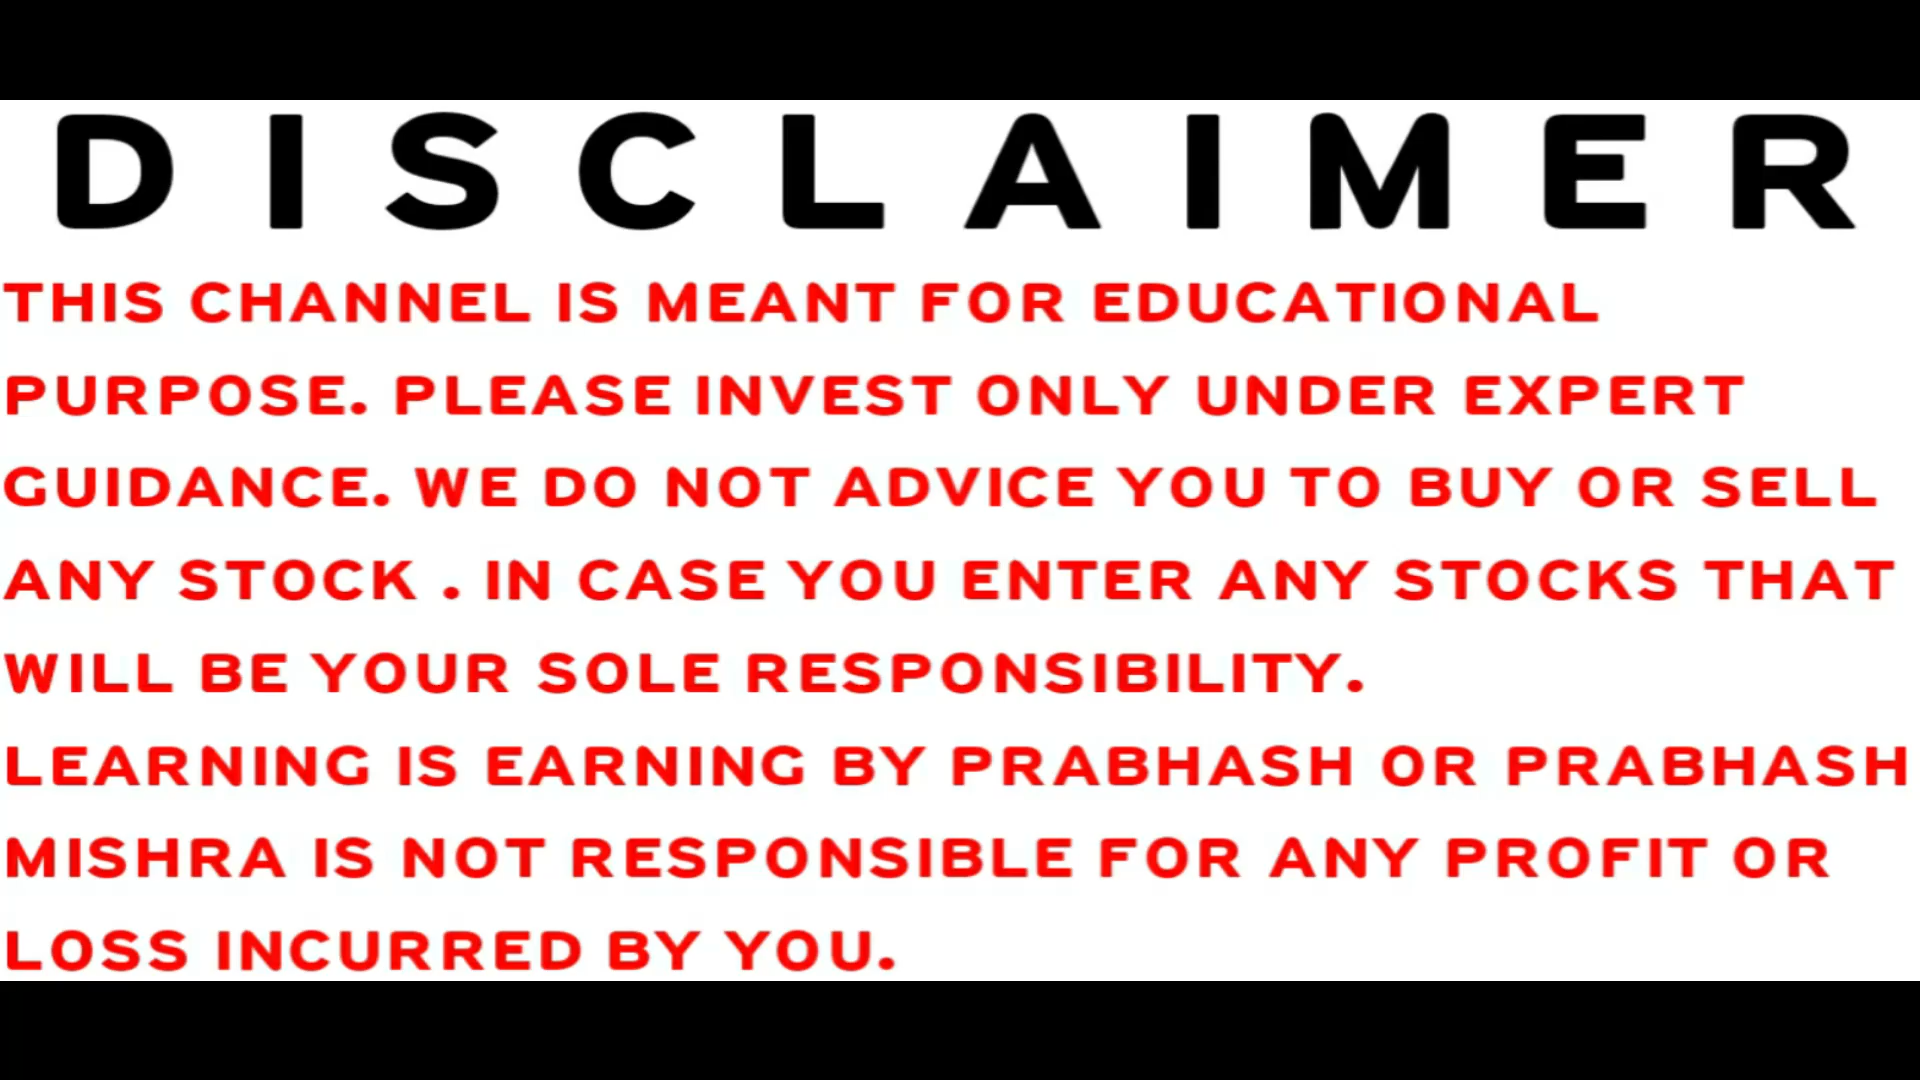 DISCLAIMER
THIS CHANNEL IS MEANT FOR EDUCATIONAL
PURPOSE. PLEASE INVEST ONLY UNDER EXPERT
GUIDANCE. WE DO NOT ADVICE YOU TO BUY OR SELL
ANY STOCK . IN CASE YOU ENTER ANY STOCKS THAT
WILL BE YOUR SOLE RESPONSIBILITY.
LEARNING IS EARNING BY PRABHASH OR PRABHASH
MISHRA IS NOT RESPONSIBLE FOR ANY PROFIT OR
LOSS INCURRED BY YOU.